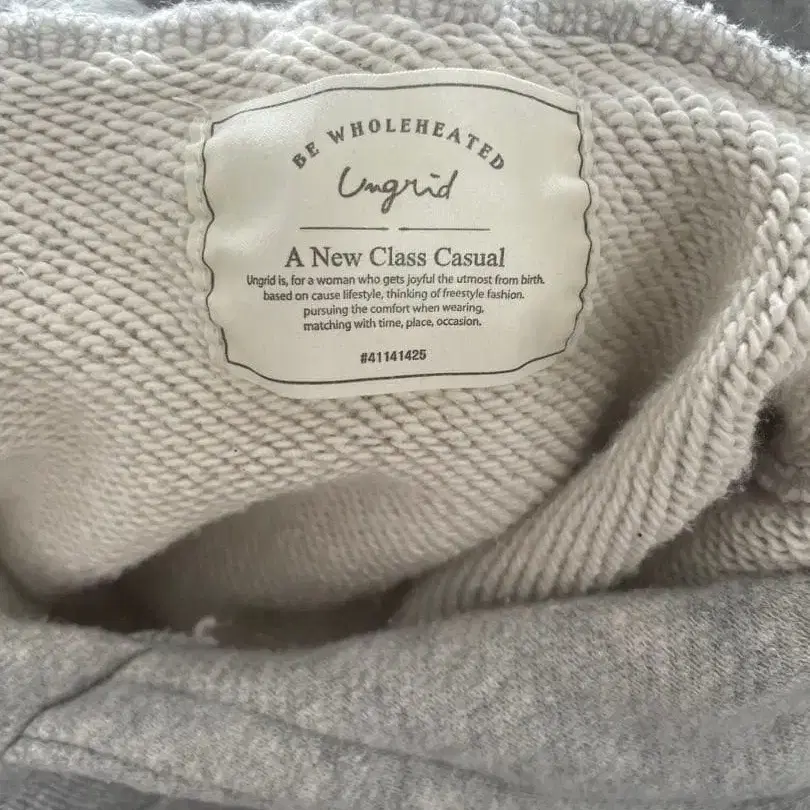 BE WHOLEHEATED
Ungrid
A New Class Casual
Ungrid is, for a woman who gets joyful the utmost from birth.
based on cause lifestyle, thinking of freestyle fashion.
pursuing the comfort when wearing,
matching with time, place, occasion.
#41141425